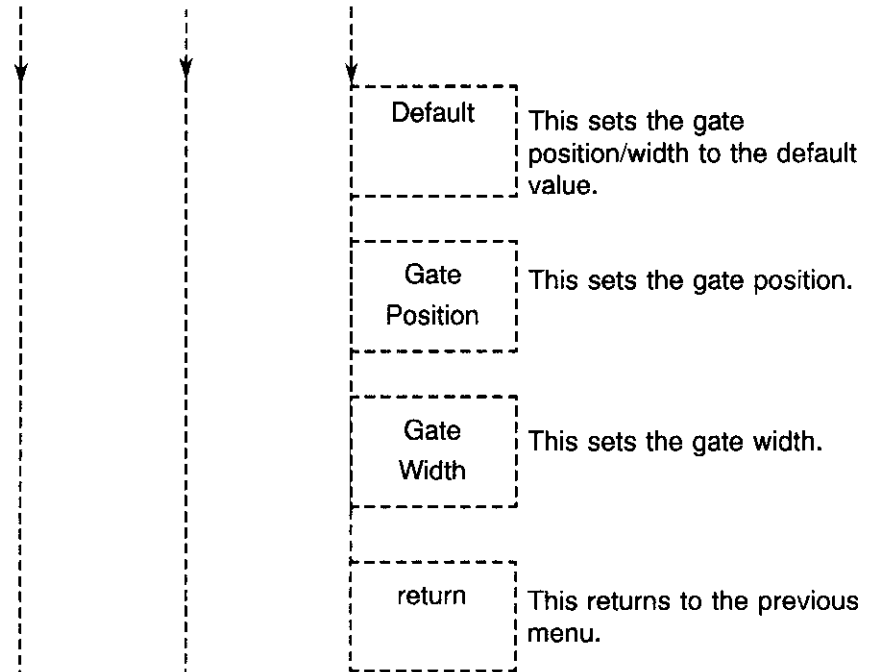 Default
This sets the gate
position/width to the default
value.
Gate
Position
This sets the gate position.
Gate
Width
This sets the gate width.
return
This returns to the previous
menu.